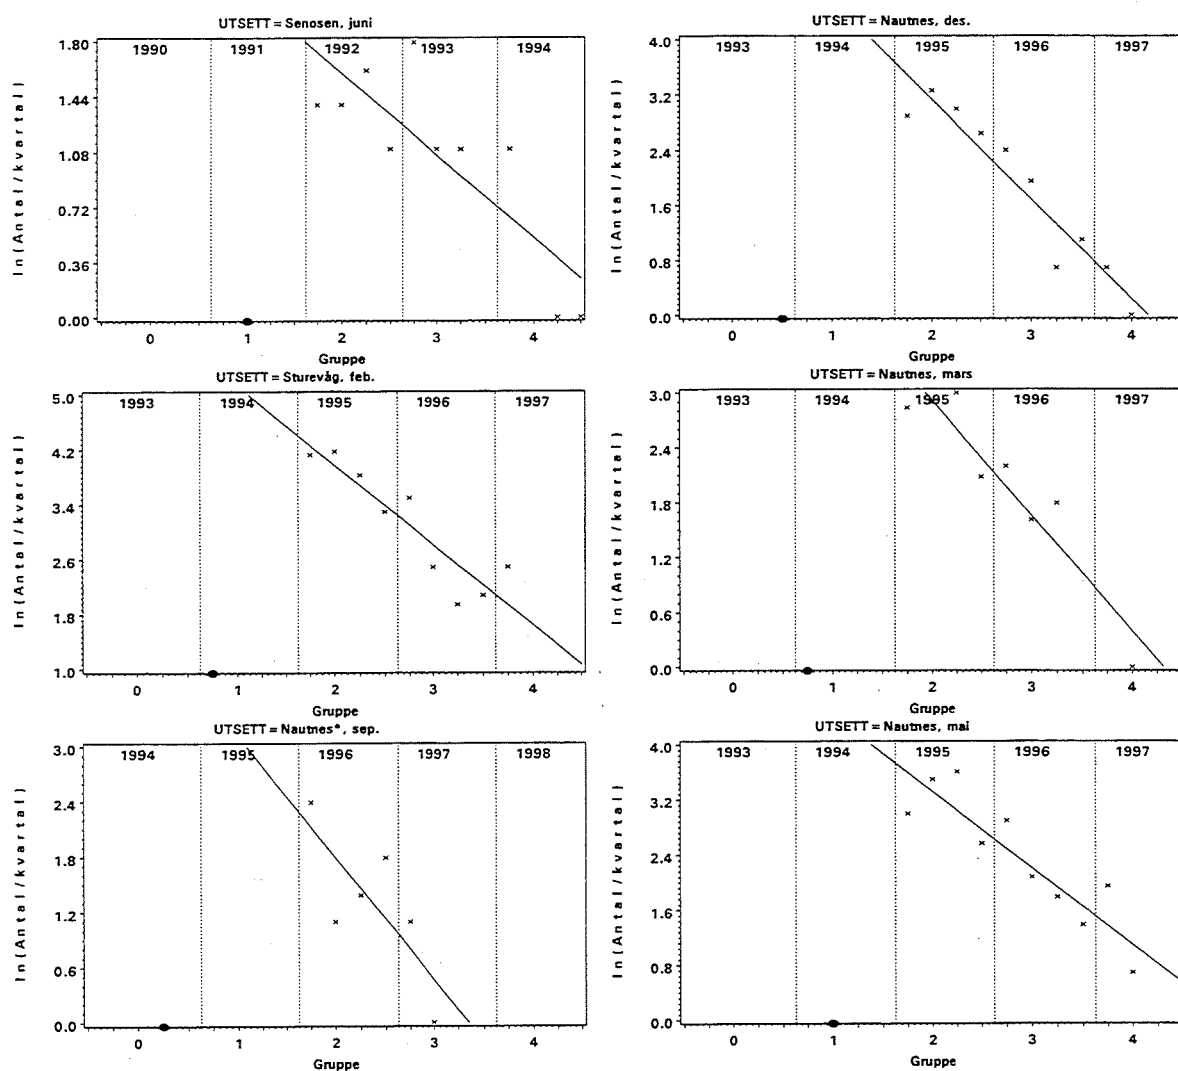 UTSETT = Senosen, juni
1990 1991 1992 1993 1994
1.80
1.44
1.08
0.72
0.36
0.00
ln(Antal/kvartal)
0 1 2 3 4
Gruppe
UTSETT = Nautnes, des.
1993 1994 1995 1996 1997
4.0
3.2
2.4
1.6
0.8
0.0
ln(Antal/kvartal)
0 1 2 3 4
Gruppe
UTSETT = Sturevåg, feb.
1993 1994 1995 1996 1997
5.0
4.2
3.4
2.6
1.8
1.0
ln(Antal/kvartal)
0 1 2 3 4
Gruppe
UTSETT = Nautnes, mars
1993 1994 1995 1996 1997
3.0
2.4
1.8
1.2
0.6
0.0
ln(Antal/kvartal)
0 1 2 3 4
Gruppe
UTSETT = Nautnes*, sep.
1994 1995 1996 1997 1998
3.0
2.4
1.8
1.2
0.6
0.0
ln(Antal/kvartal)
0 1 2 3 4
Gruppe
UTSETT = Nautnes, mai
1993 1994 1995 1996 1997
4.0
3.2
2.4
1.6
0.8
0.0
ln(Antal/kvartal)
0 1 2 3 4
Gruppe